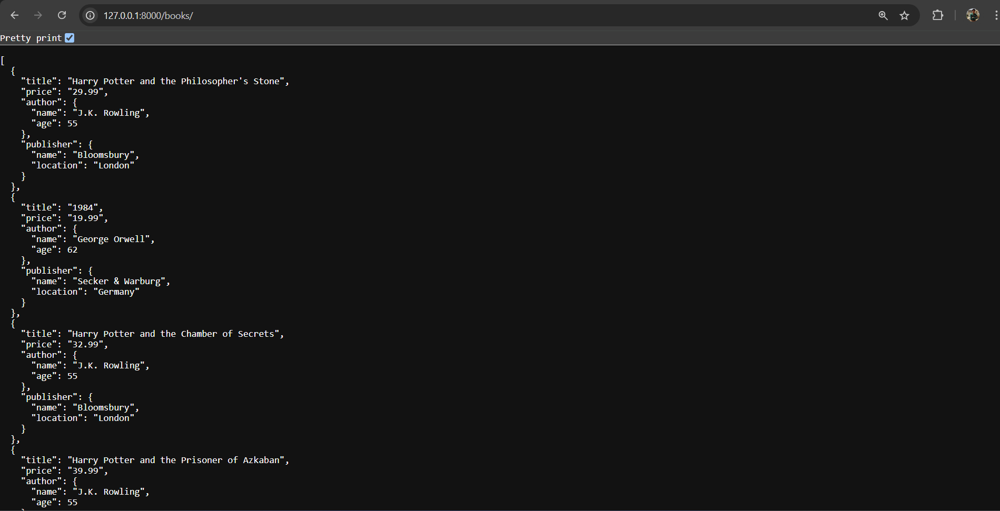 127.0.0.1:8000/books/
Pretty print
[
  {
    "title": "Harry Potter and the Philosopher's Stone",
    "price": "29.99",
    "author": {
      "name": "J.K. Rowling",
      "age": 55
    },
    "publisher": {
      "name": "Bloomsbury",
      "location": "London"
    }
  },
  {
    "title": "1984",
    "price": "19.99",
    "author": {
      "name": "George Orwell",
      "age": 62
    },
    "publisher": {
      "name": "Secker & Warburg",
      "location": "Germany"
    }
  },
  {
    "title": "Harry Potter and the Chamber of Secrets",
    "price": "32.99",
    "author": {
      "name": "J.K. Rowling",
      "age": 55
    },
    "publisher": {
      "name": "Bloomsbury",
      "location": "London"
    }
  },
  {
    "title": "Harry Potter and the Prisoner of Azkaban",
    "price": "39.99",
    "author": {
      "name": "J.K. Rowling",
      "age": 55